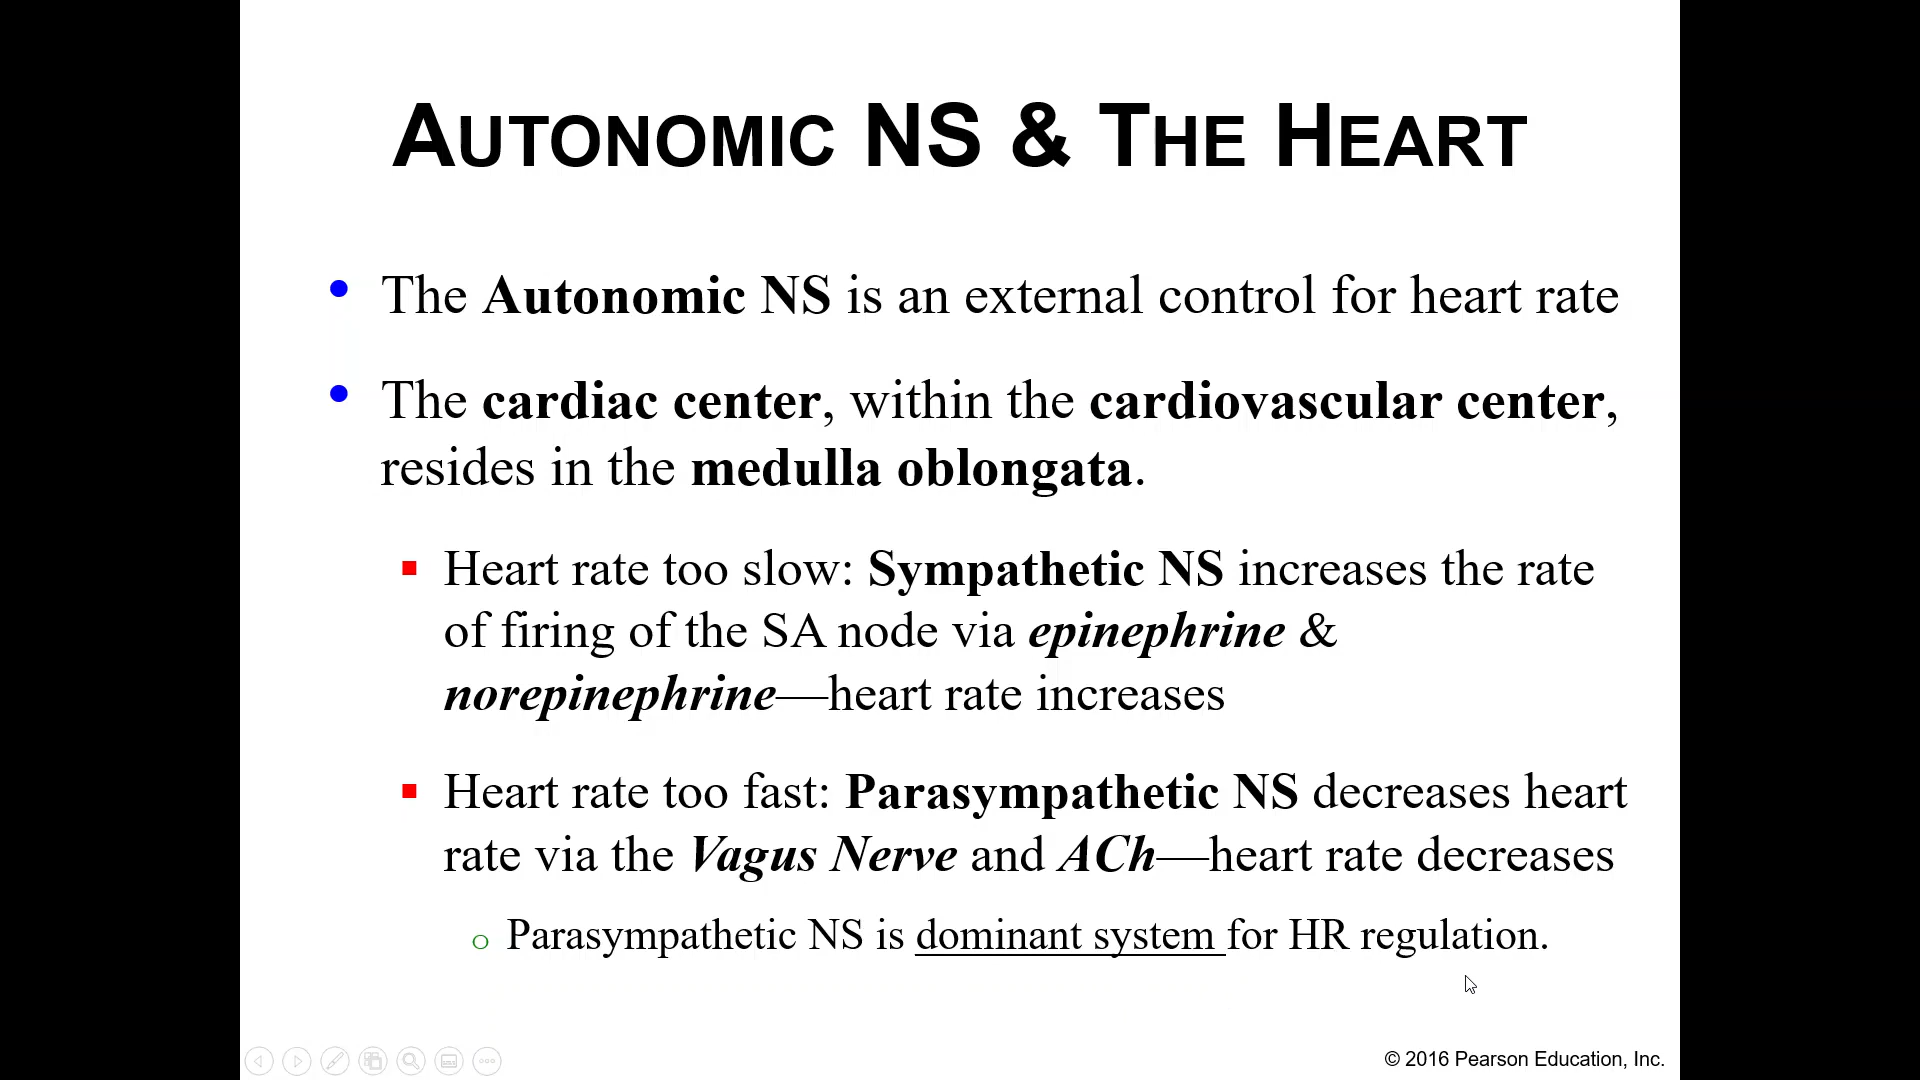 AUTONOMIC NS & THE HEART
• The Autonomic NS is an external control for heart rate
• The cardiac center, within the cardiovascular center,
resides in the medulla oblongata.
▪ Heart rate too slow: Sympathetic NS increases the rate
of firing of the SA node via epinephrine &
norepinephrine—heart rate increases
▪ Heart rate too fast: Parasympathetic NS decreases heart
rate via the Vagus Nerve and ACh—heart rate decreases
o Parasympathetic NS is dominant system for HR regulation.
© 2016 Pearson Education, Inc.